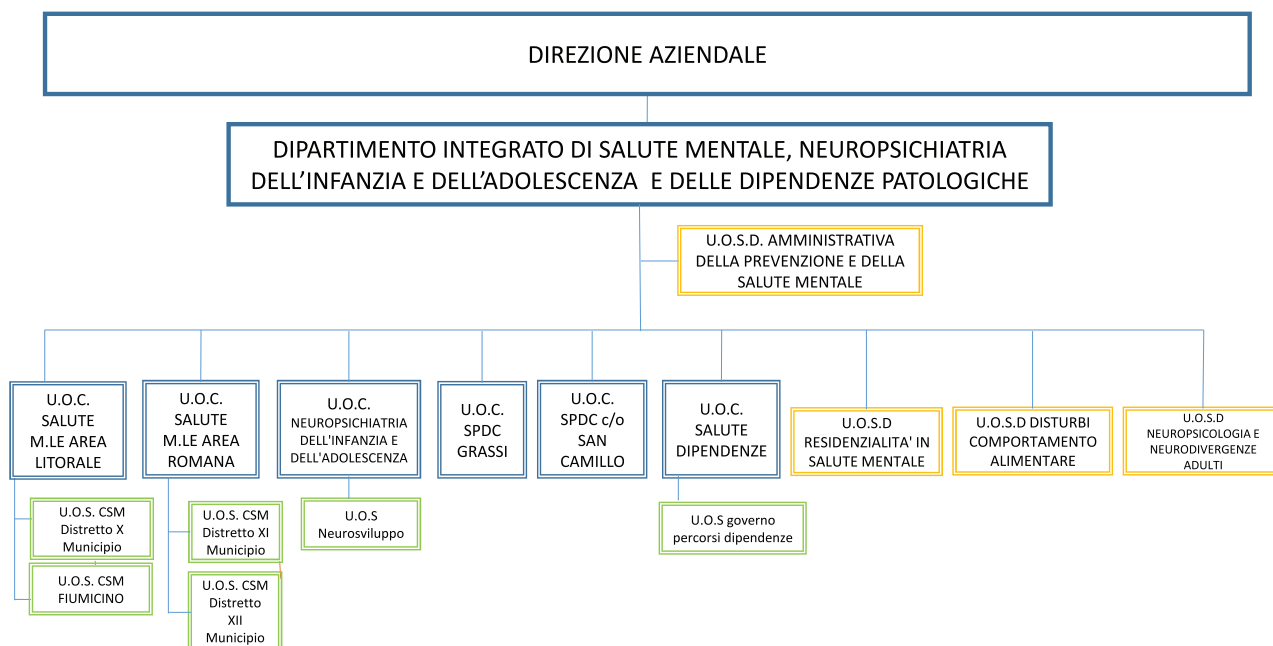 DIREZIONE AZIENDALE
DIPARTIMENTO INTEGRATO DI SALUTE MENTALE, NEUROPSICHIATRIA
DELL'INFANZIA E DELL'ADOLESCENZA E DELLE DIPENDENZE PATOLOGICHE
U.O.S.D. AMMINISTRATIVA
DELLA PREVENZIONE E DELLA
SALUTE MENTALE
U.O.C.
SALUTE
M.LE AREA
LITORALE
U.O.C.
SALUTE
M.LE AREA
ROMANA
U.O.C.
NEUROPSICHIATRIA
DELL'INFANZIA E
DELL'ADOLESCENZA
U.O.C.
SPDC
GRASSI
U.O.C.
SPDC c/o
SAN
CAMILLO
U.O.C.
SALUTE
DIPENDENZE
U.O.S.D
RESIDENZIALITA' IN
SALUTE MENTALE
U.O.S.D DISTURBI
COMPORTAMENTO
ALIMENTARE
U.O.S.D
NEUROPSICOLOGIA E
NEURODIVERGENZE
ADULTI
U.O.S. CSM
Distretto X
Municipio
U.O.S. CSM
FIUMICINO
U.O.S. CSM
Distretto XI
Municipio
U.O.S. CSM
Distretto
XII
Municipio
U.O.S
Neurosviluppo
U.O.S governo
percorsi dipendenze